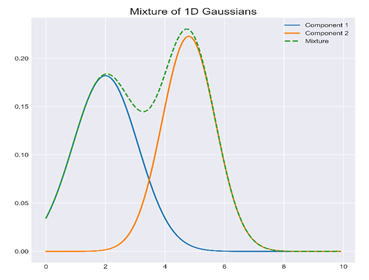 Mixture of 1D Gaussians
Component 1
Component 2
Mixture
0.20
0.15
0.10
0.05
0.00
0
2
4
6
8
10